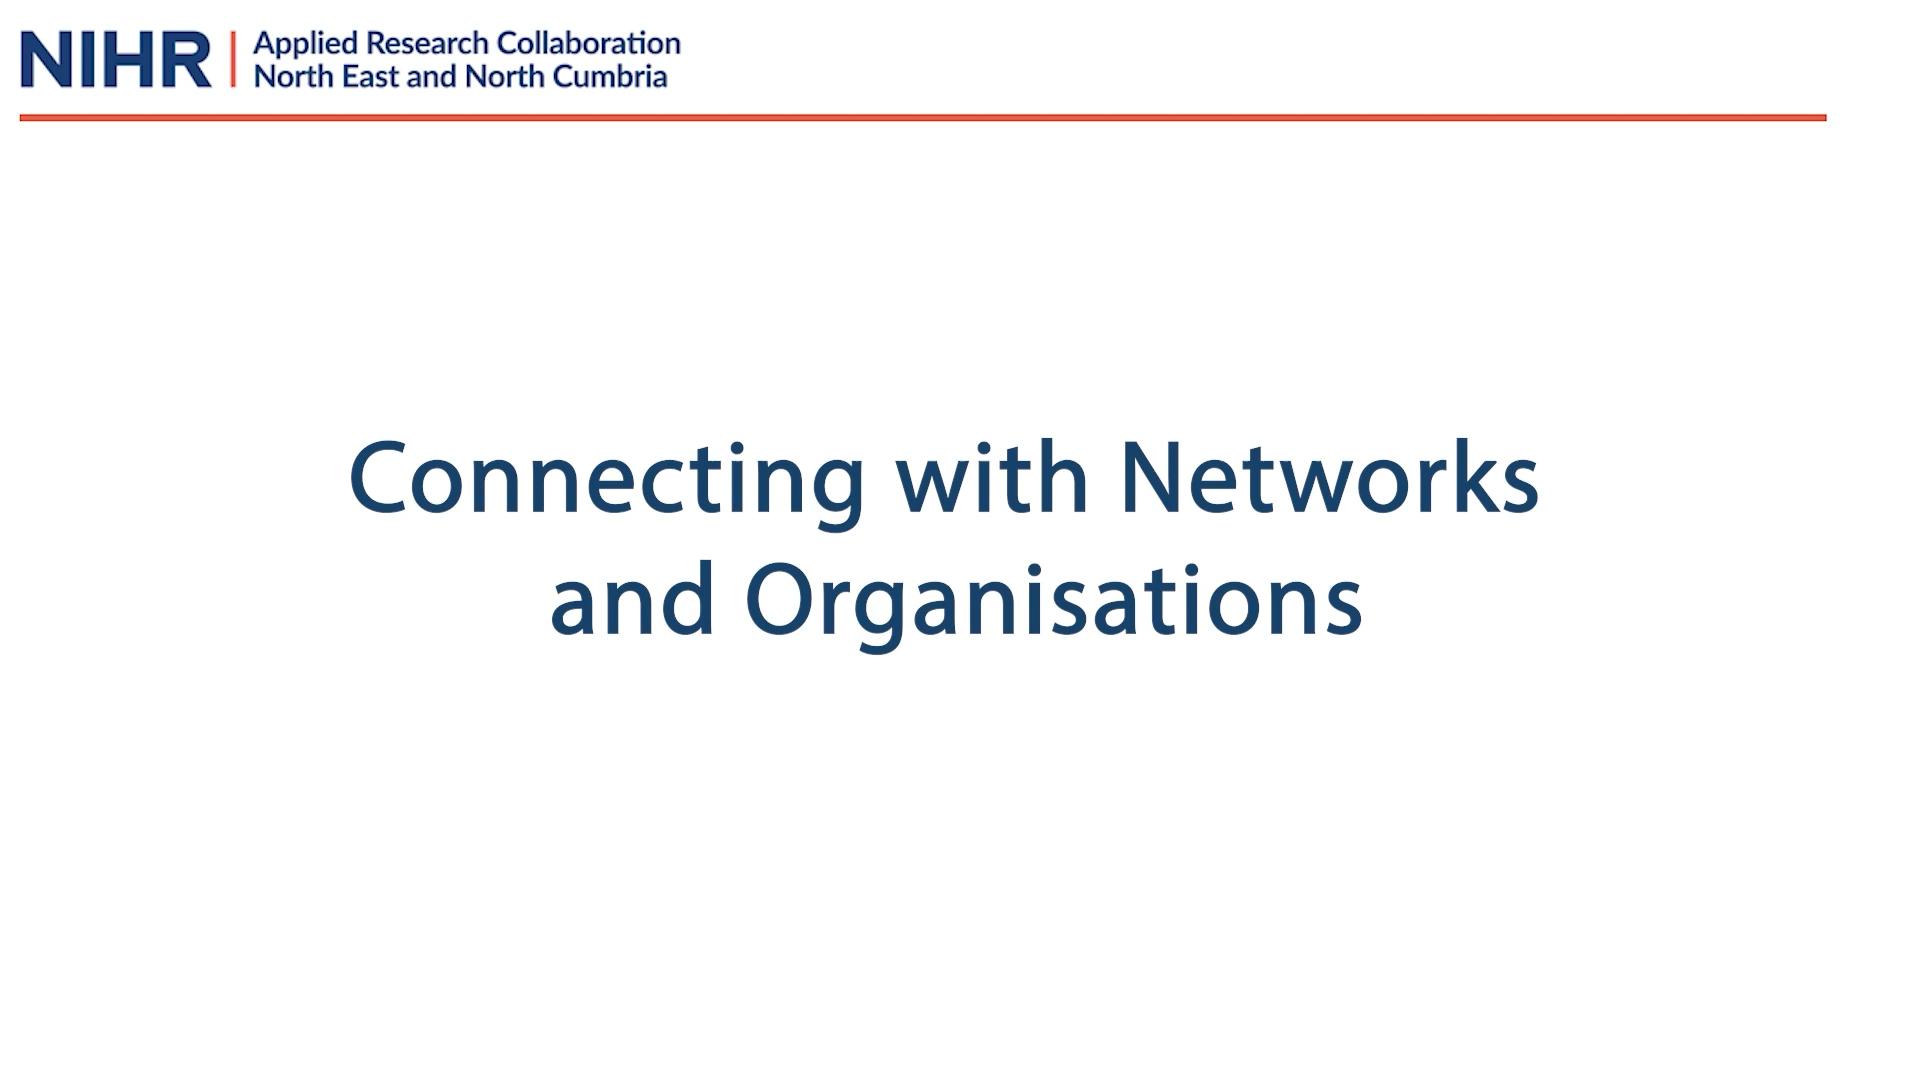 NIHR
Applied Research Collaboration
North East and North Cumbria
Connecting with Networks
and Organisations